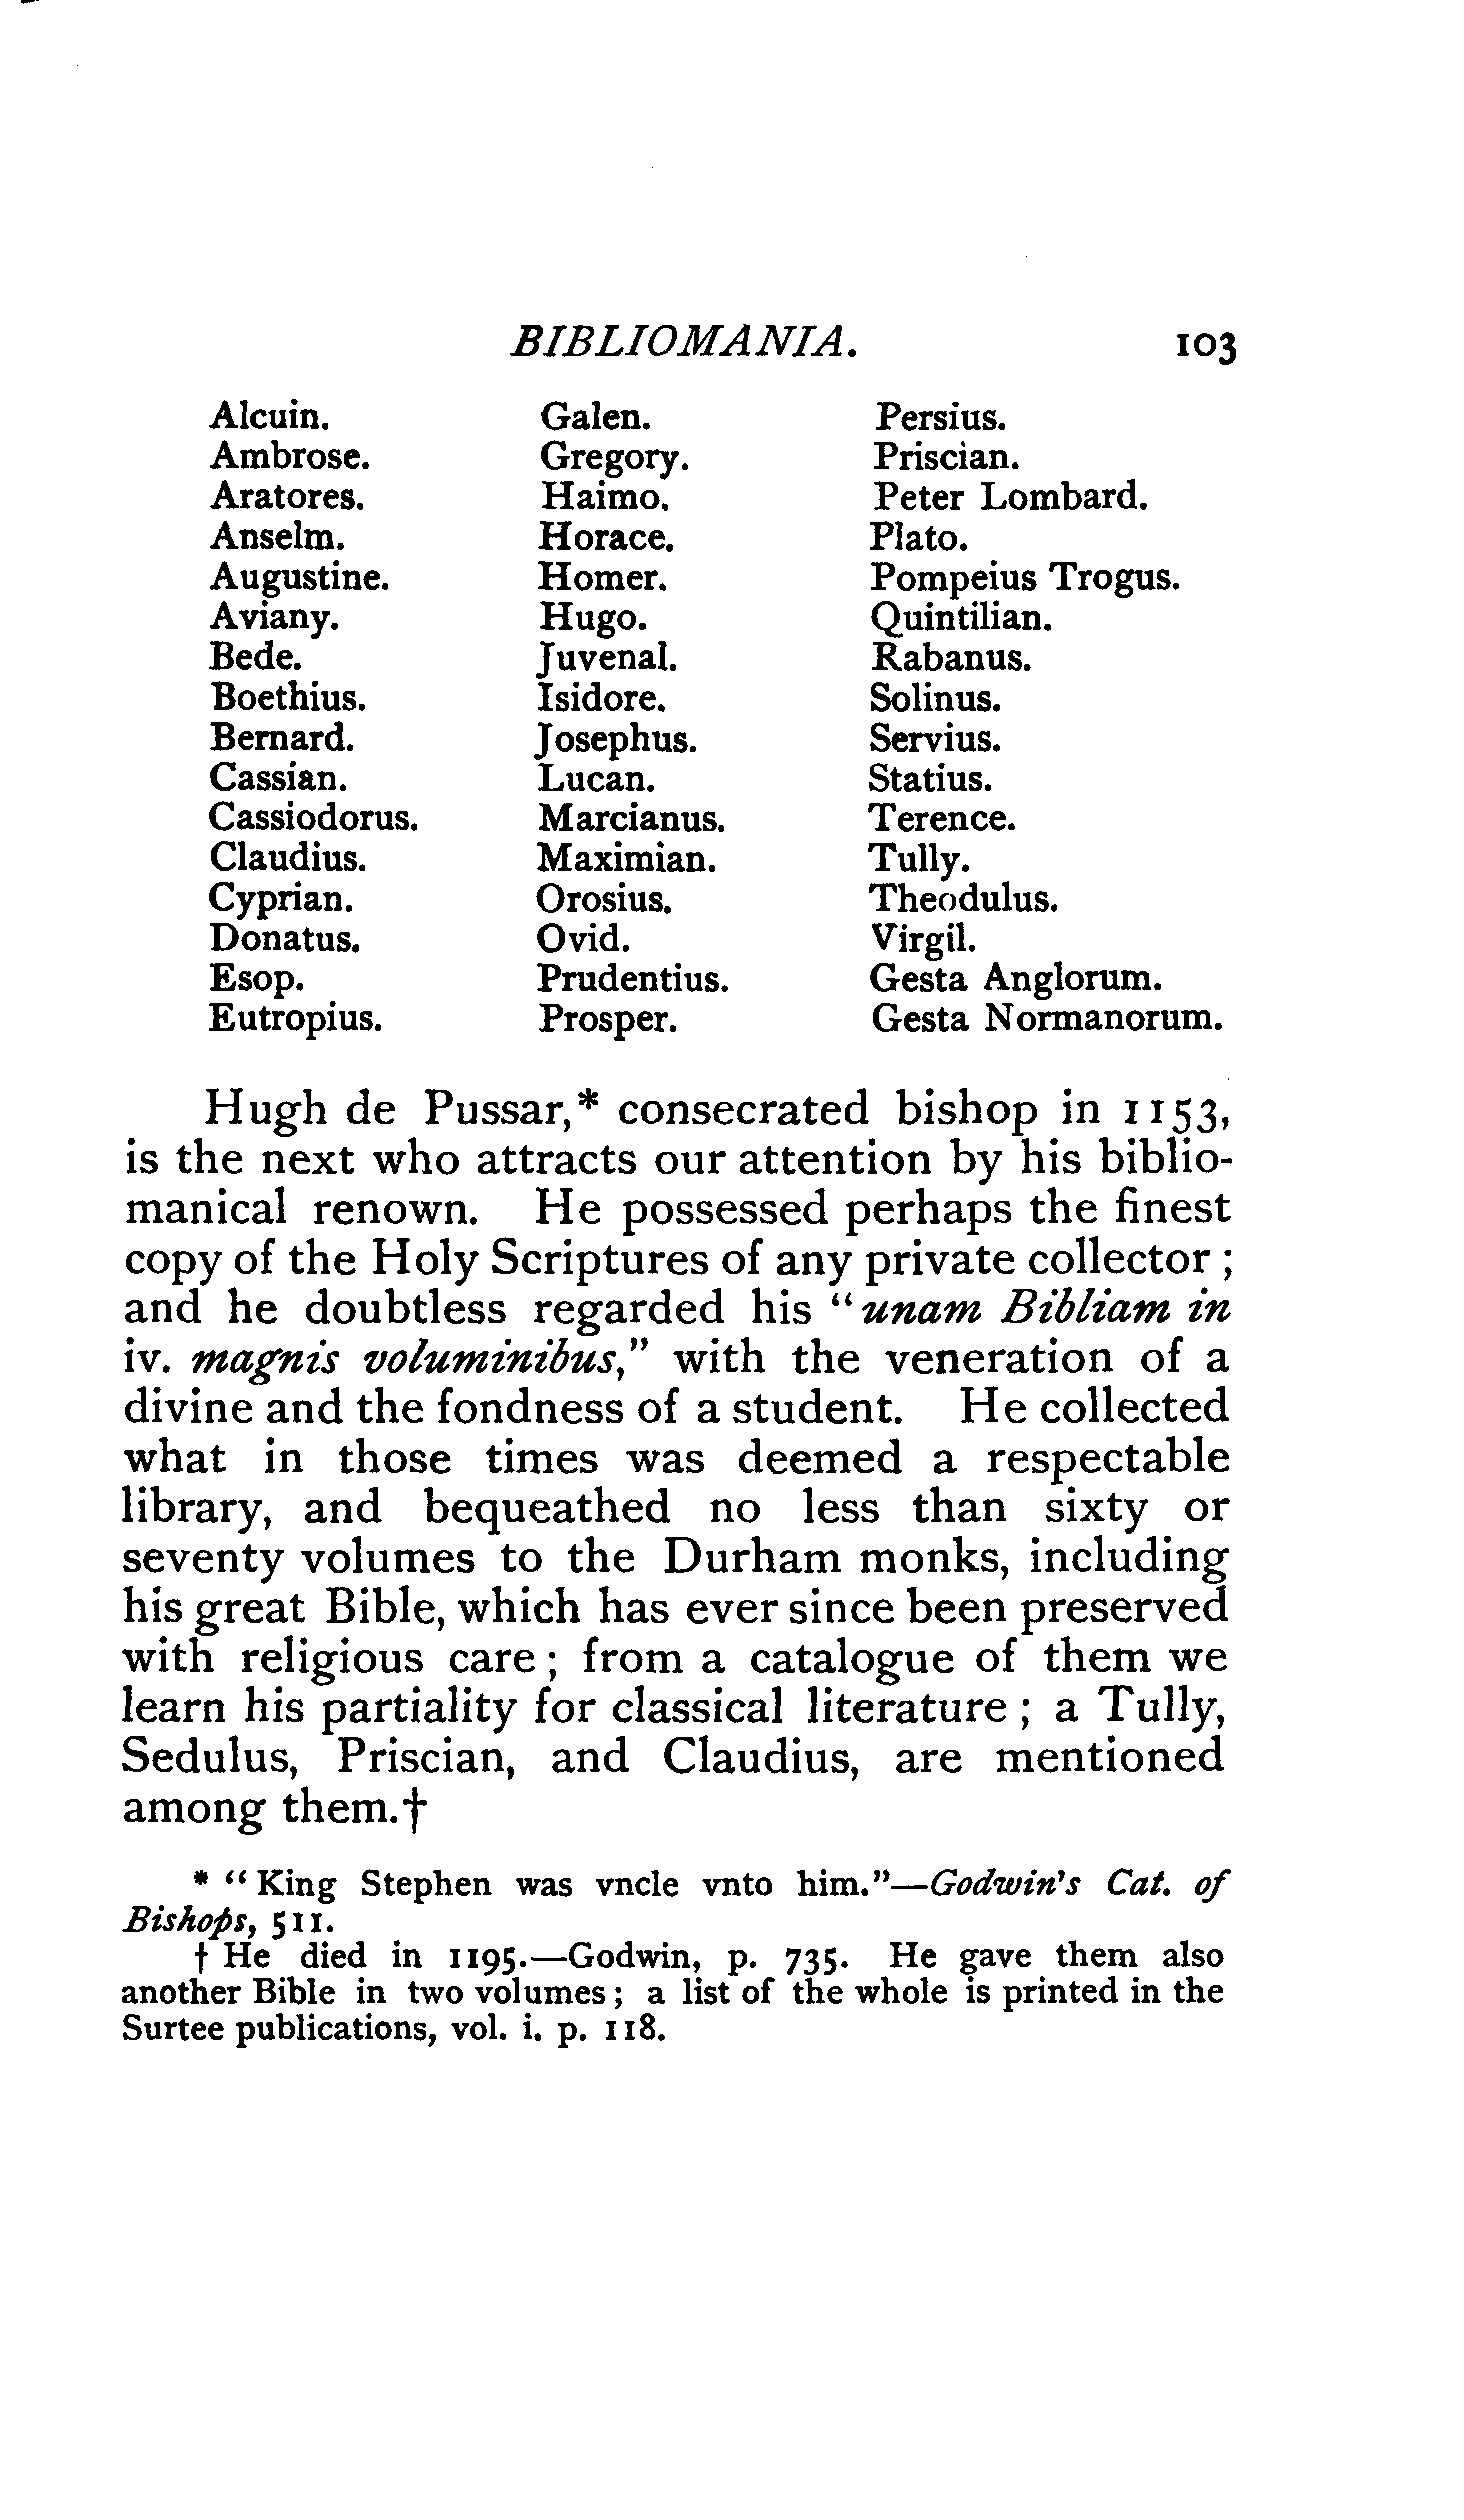 BIBLIOMANIA. 103
Alcuin. Galen. Persius.
Ambrose. Gregory. Priscian.
Aratores. Haimo. Peter Lombard.
Anselm. Horace. Plato.
Augustine. Homer. Pompeius Trogus.
Aviany. Hugo. Quintilian.
Bede. Juvenal. Rabanus.
Boethius. Isidore. Solinus.
Bernard. Josephus. Servius.
Cassian. Lucan. Statius.
Cassiodorus. Marcianus. Terence.
Claudius. Maximian. Tully.
Cyprian. Orosius. Theodulus.
Donatus. Ovid. Virgil.
Esop. Prudentius. Gesta Anglorum.
Eutropius. Prosper. Gesta Normanorum.
Hugh de Pussar,* consecrated bishop in 1153,
is the next who attracts our attention by his biblio-
manical renown. He possessed perhaps the finest
copy of the Holy Scriptures of any private collector ;
and he doubtless regarded his "unam Bibliam in
iv. magnis voluminibus," with the veneration of a
divine and the fondness of a student. He collected
what in those times was deemed a respectable
library, and bequeathed no less than sixty or
seventy volumes to the Durham monks, including
his great Bible, which has ever since been preserved
with religious care ; from a catalogue of them we
learn his partiality for classical literature ; a Tully,
Sedulus, Priscian, and Claudius, are mentioned
among them.†
* "King Stephen was vncle vnto him."—Godwin's Cat. of
Bishops, 511.
† He died in 1195.—Godwin, p. 735. He gave them also
another Bible in two volumes ; a list of the whole is printed in the
Surtee publications, vol. i. p. 118.